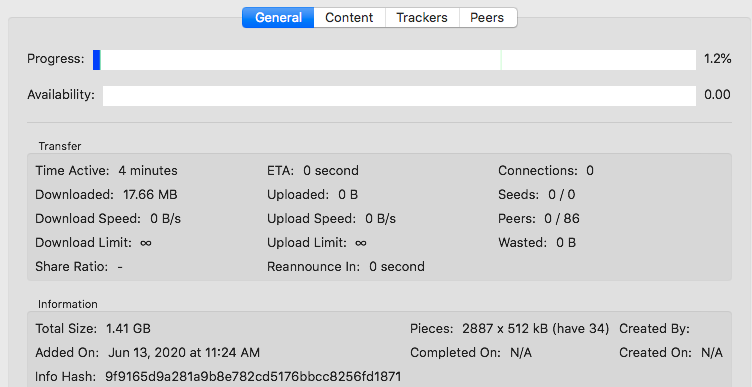 General Content Trackers Peers
Progress: 1.2%
Availability: 0.00
Transfer
Time Active: 4 minutes ETA: 0 second Connections: 0
Downloaded: 17.66 MB Uploaded: 0 B Seeds: 0 / 0
Download Speed: 0 B/s Upload Speed: 0 B/s Peers: 0 / 86
Download Limit: ∞ Upload Limit: ∞ Wasted: 0 B
Share Ratio: - Reannounce In: 0 second
Information
Total Size: 1.41 GB Pieces: 2887 x 512 kB (have 34) Created By:
Added On: Jun 13, 2020 at 11:24 AM Completed On: N/A Created On: N/A
Info Hash: 9f9165d9a281a9b8e782cd5176bbcc8256fd1871